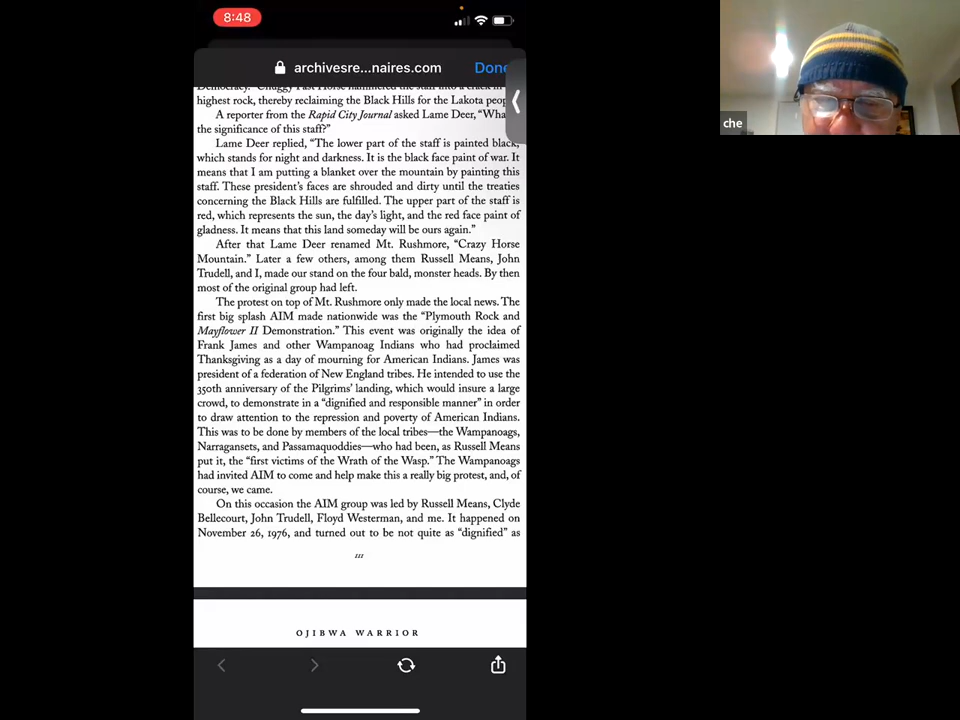 8:48
archivesre...naires.com
Done
Democracy." Chuggy Fast Horse hammered the staff into a crack in
highest rock, thereby reclaiming the Black Hills for the Lakota peop
A reporter from the Rapid City Journal asked Lame Deer, "Wha
the significance of this staff?"
Lame Deer replied, "The lower part of the staff is painted black,
which stands for night and darkness. It is the black face paint of war. It
means that I am putting a blanket over the mountain by painting this
staff. These president's faces are shrouded and dirty until the treaties
concerning the Black Hills are fulfilled. The upper part of the staff is
red, which represents the sun, the day's light, and the red face paint of
gladness. It means that this land someday will be ours again."
After that Lame Deer renamed Mt. Rushmore, "Crazy Horse
Mountain." Later a few others, among them Russell Means, John
Trudell, and I, made our stand on the four bald, monster heads. By then
most of the original group had left.
The protest on top of Mt. Rushmore only made the local news. The
first big splash AIM made nationwide was the "Plymouth Rock and
Mayflower II Demonstration." This event was originally the idea of
Frank James and other Wampanoag Indians who had proclaimed
Thanksgiving as a day of mourning for American Indians. James was
president of a federation of New England tribes. He intended to use the
350th anniversary of the Pilgrims' landing, which would insure a large
crowd, to demonstrate in a "dignified and responsible manner" in order
to draw attention to the repression and poverty of American Indians.
This was to be done by members of the local tribes—the Wampanoags,
Narragansets, and Passamaquoddies—who had been, as Russell Means
put it, the "first victims of the Wrath of the Wasp." The Wampanoags
had invited AIM to come and help make this a really big protest, and, of
course, we came.
On this occasion the AIM group was led by Russell Means, Clyde
Bellecourt, John Trudell, Floyd Westerman, and me. It happened on
November 26, 1976, and turned out to be not quite as "dignified" as
111
OJIBWA WARRIOR
che